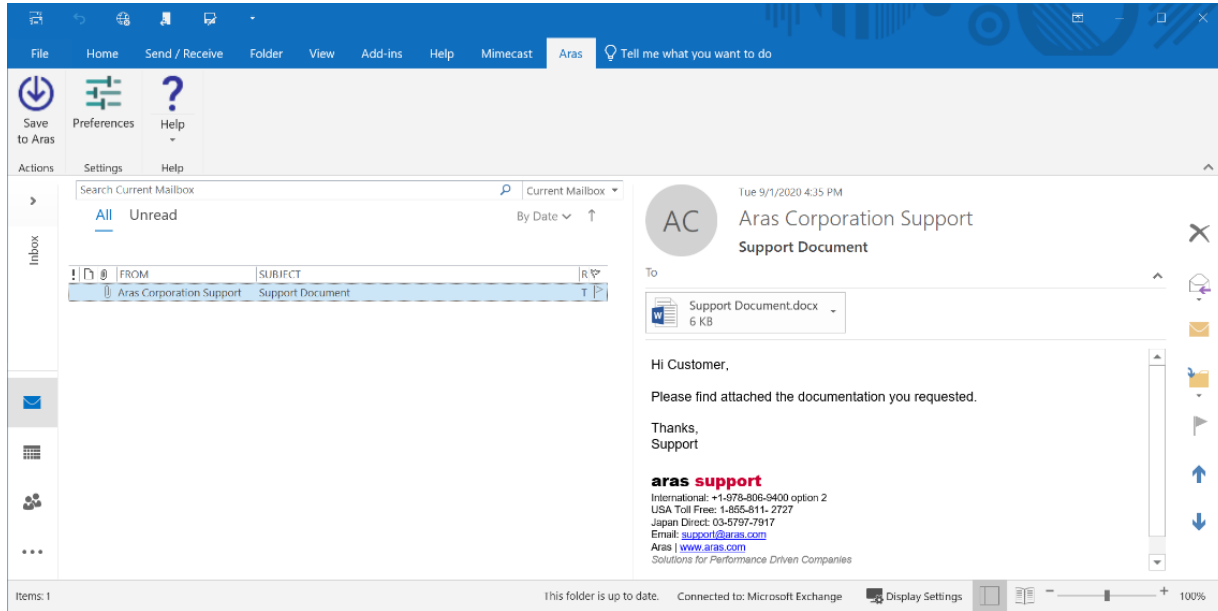 File Home Send / Receive Folder View Add-ins Help Mimecast Aras Tell me what you want to do
Save to Aras
Preferences
Help
Actions Settings Help
Search Current Mailbox Current Mailbox
All Unread By Date
Inbox
! FROM SUBJECT R
Aras Corporation Support Support Document T
AC
Tue 9/1/2020 4:35 PM
Aras Corporation Support
Support Document
To
Support Document.docx
6 KB
Hi Customer,
Please find attached the documentation you requested.
Thanks,
Support
aras support
International: +1-978-806-9400 option 2
USA Toll Free: 1-855-811- 2727
Japan Direct: 03-5797-7917
Email: support@aras.com
Aras | www.aras.com
Solutions for Performance Driven Companies
Items: 1 This folder is up to date. Connected to: Microsoft Exchange Display Settings 100%